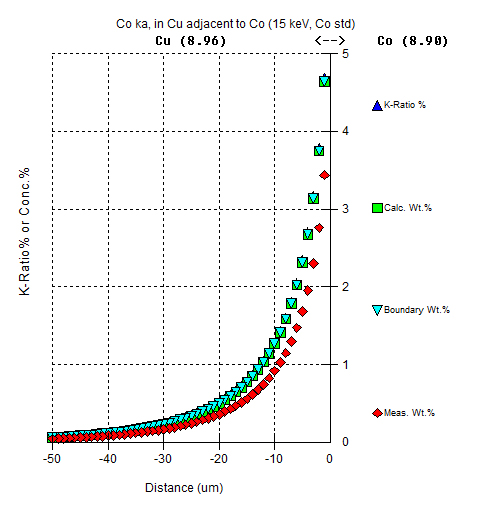 Co ka, in Cu adjacent to Co (15 keV, Co std)
Cu (8.96) <--> Co (8.90)
5
K-Ratio %
4
Calc. Wt.%
3
K-Ratio% or Conc.%
2
Boundary Wt.%
1
Meas. Wt.%
0
-50 -40 -30 -20 -10 0
Distance (um)